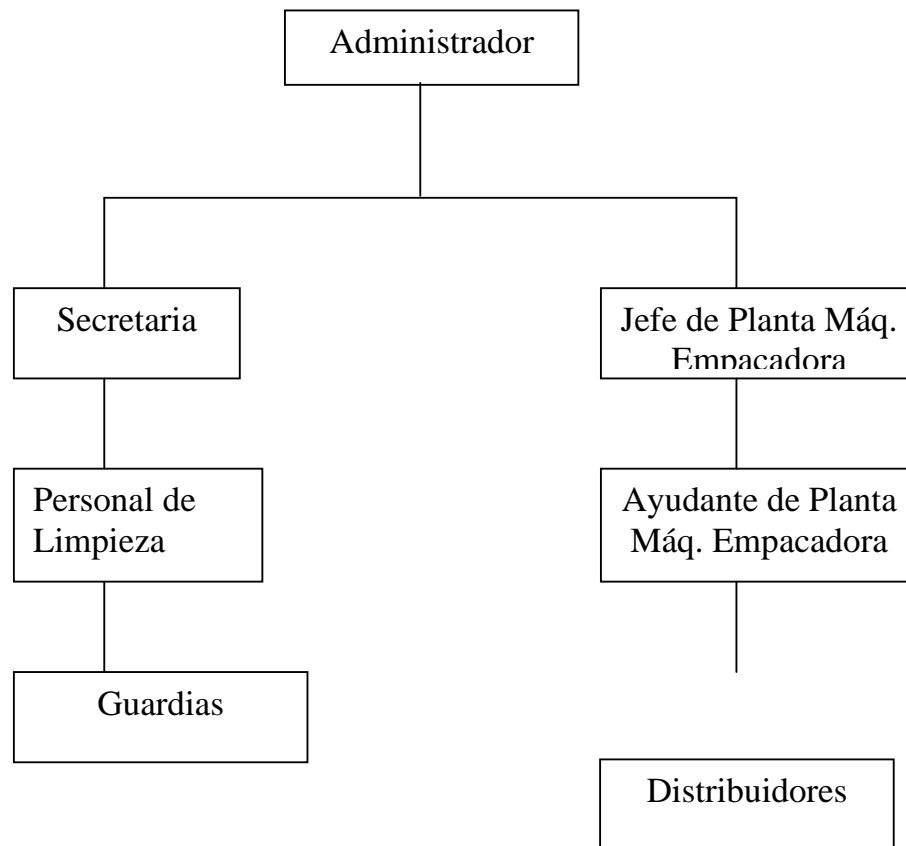 Administrador
Secretaria
Jefe de Planta Máq.
Empacadora
Personal de
Limpieza
Ayudante de Planta
Máq. Empacadora
Guardias
Distribuidores